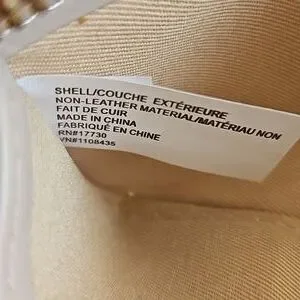 SHELL/COUCHE EXTÉRIEURE
NON-LEATHER MATERIAL/MATÉRIAU NON
FAIT DE CUIR
MADE IN CHINA
FABRIQUÉ EN CHINE
RN#17730
VN#1108435